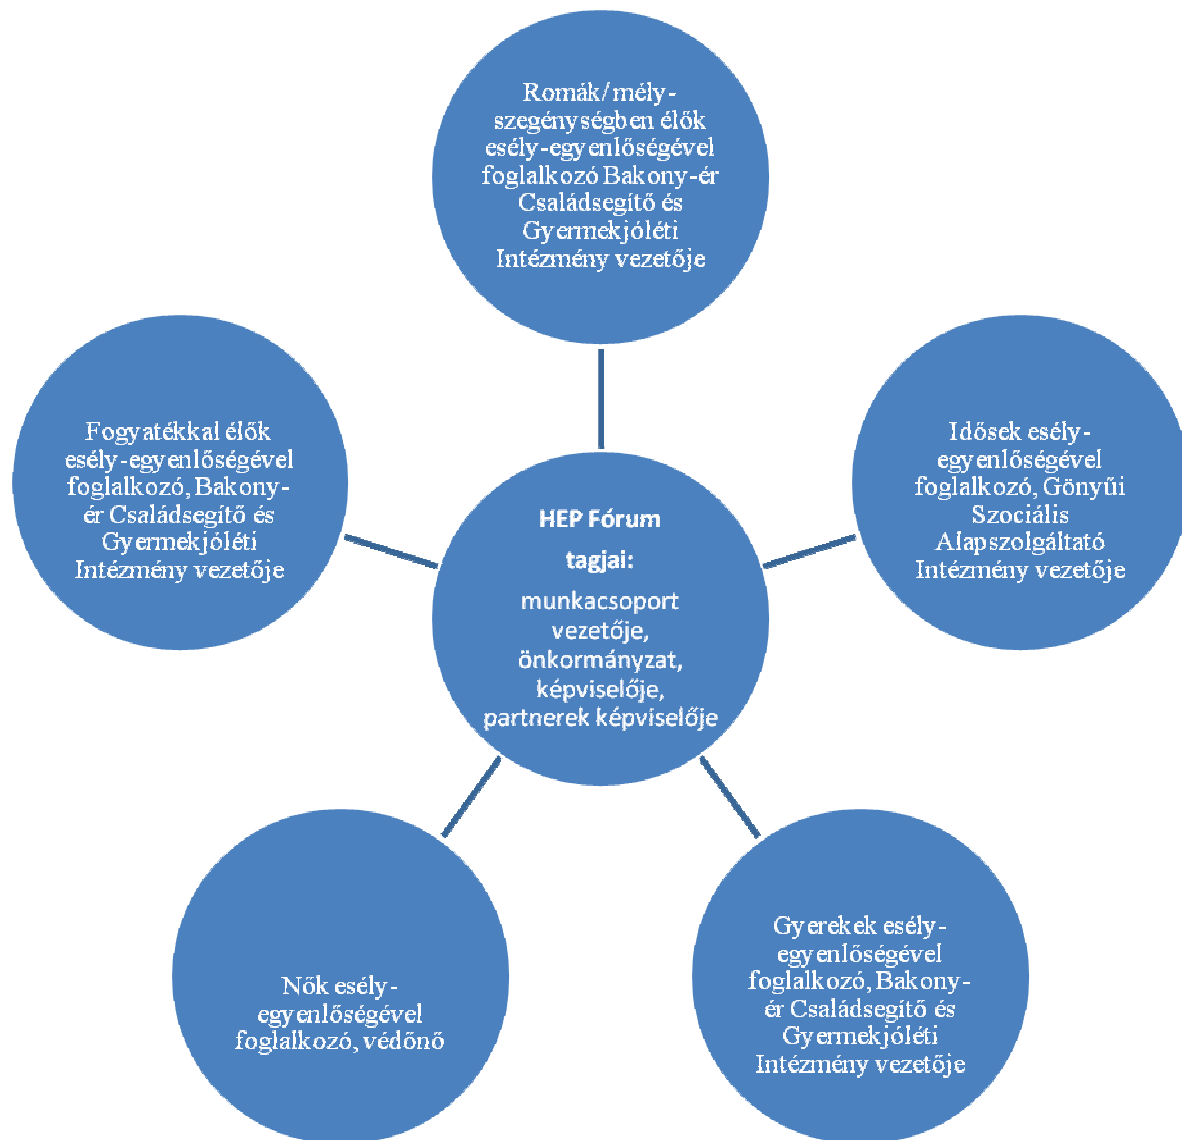 Romák/ mély-
szegénységben élők
esély-egyenlőségével
foglalkozó Bakony-ér
Családsegítő és
Gyermekjóléti
Intézmény vezetője
Idősek esély-
egyenlőségével
foglalkozó, Gönyűi
Szociális
Alapszolgáltató
Intézmény vezetője
Gyerekek esély-
egyenlőségével
foglalkozó, Bakony-
ér Családsegítő és
Gyermekjóléti
Intézmény vezetője
Nők esély-
egyenlőségével
foglalkozó, védőnő
Fogyatékkal élők
esély-egyenlőségével
foglalkozó, Bakony-
ér Családsegítő és
Gyermekjóléti
Intézmény vezetője
HEP Fórum
tagjai:
munkacsoport
vezetője,
önkormányzat,
képviselője,
partnerek képviselője